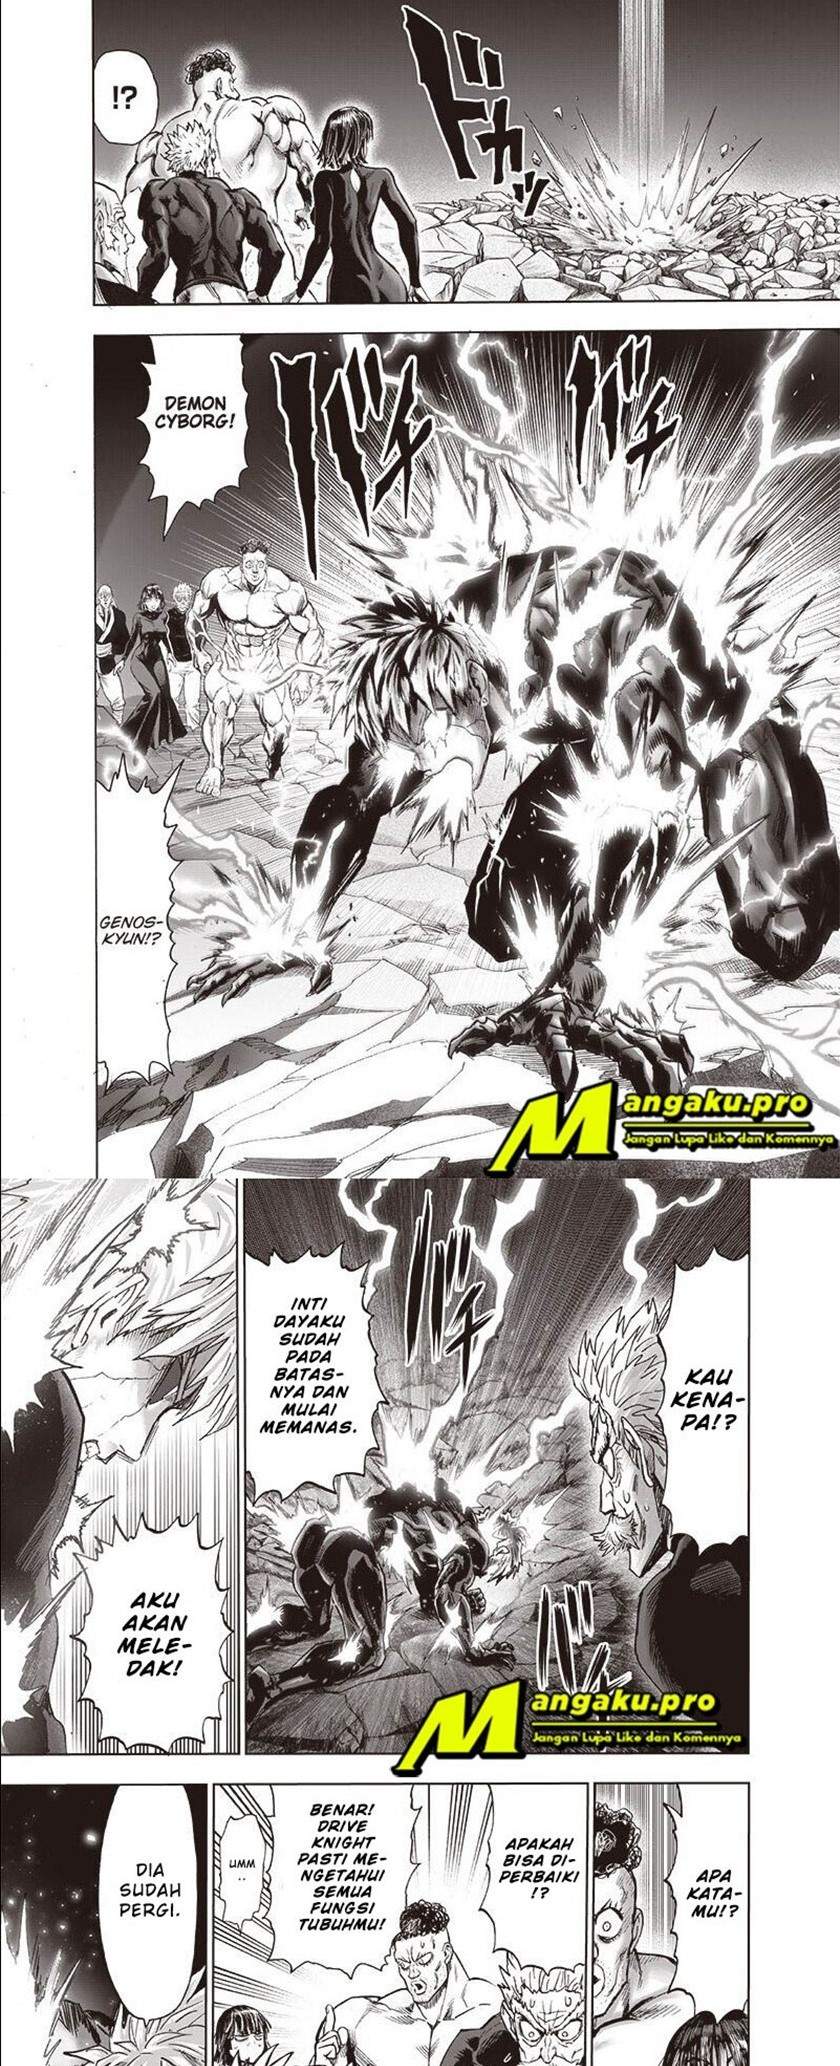 !?
ドカッ
DEMON
CYBORG!
バチ
バチ
GENOS-
KYUN!?
Mangaku.pro
Jangan Lupa Like dan Komennya
KAU
KENA-
PA!?
バチ
INTI
DAYAKU
SUDAH
PADA
BATAS-
NYA DAN
MULAI
MEMANAS.
AKU
AKAN
MELE-
DAK!
Mangaku.pro
Jangan Lupa Like dan Komennya
APA
KATA-
MU!?
APAKAH
BISA DI-
PERBAIKI
!?
BENAR!
DRIVE
KNIGHT
PASTI ME-
NGETAHUI
SEMUA
FUNGSI
TUBUHMU!
UMM
..
DIA
SUDAH
PERGI.